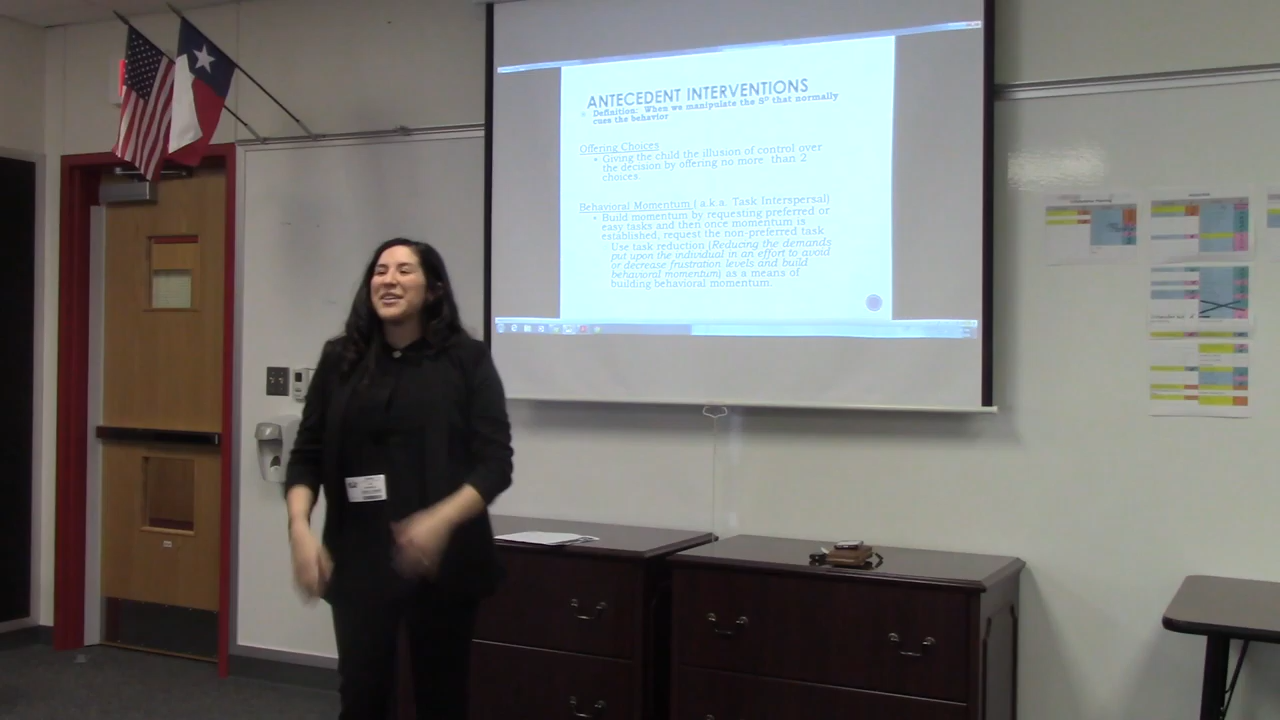 ANTECEDENT INTERVENTIONS
Definition: When we manipulate the Sᴰ that normally
cues the behavior
Offering Choices
• Giving the child the illusion of control over
the decision by offering no more than 2
choices.
Behavioral Momentum ( a.k.a. Task Interspersal)
• Build momentum by requesting preferred or
easy tasks and then once momentum is
established, request the non-preferred task
Use task reduction (Reducing the demands
put upon the individual in an effort to avoid
or decrease frustration levels and build
behavioral momentum) as a means of
building behavioral momentum.